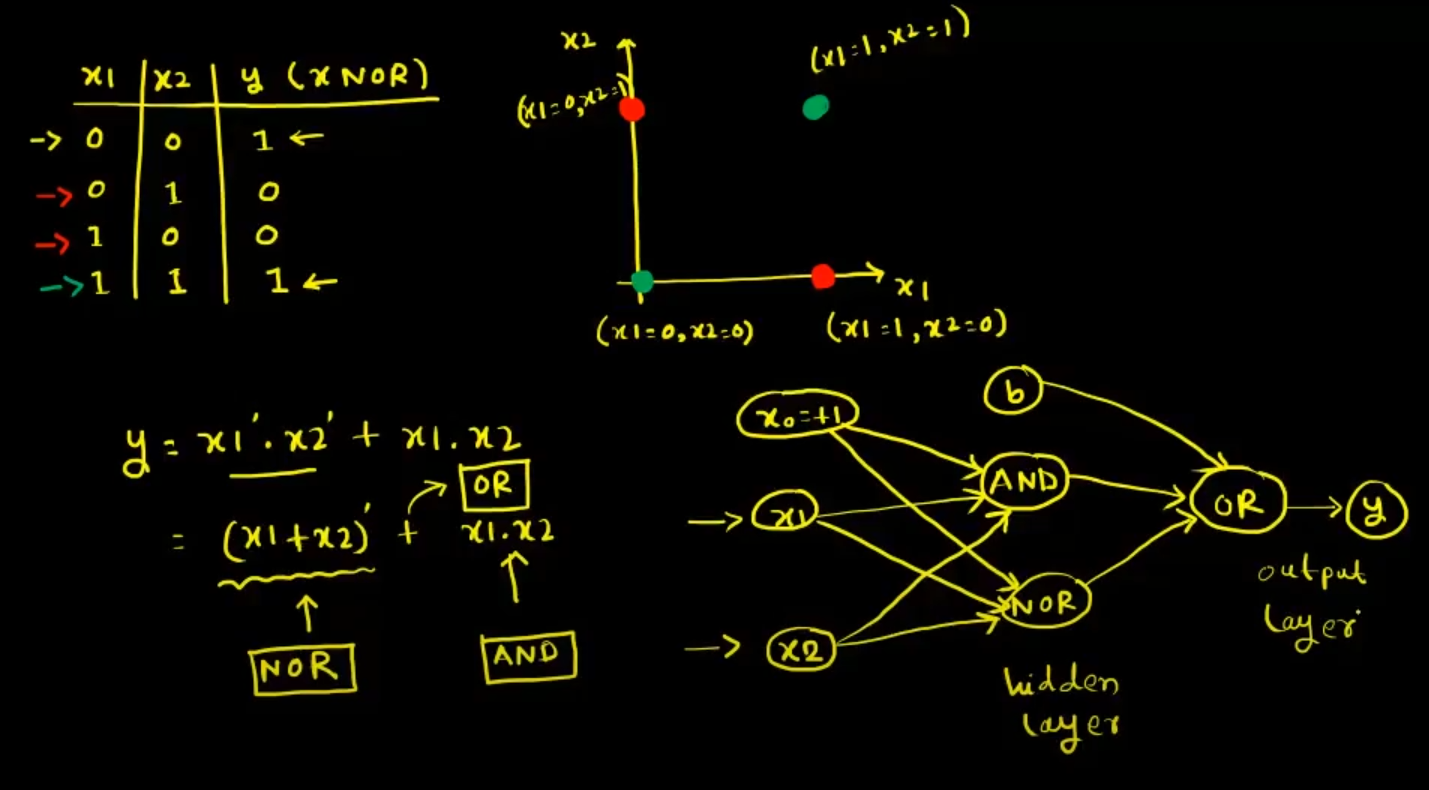 x1 x2 y (XNOR)
-> 0 0 1 ←
-> 0 1 0
-> 1 0 0
-> 1 1 1 ←
x2
(x1=0, x2=1)
(x1=1, x2=1)
x1
(x1=0, x2=0)
(x1=1, x2=0)
y = x1'. x2' + x1. x2
= (x1+x2)' + x1. x2
OR
NOR
AND
x0=+1
b
-> x1
-> x2
AND
NOR
OR
y
hidden
layer
output
layer